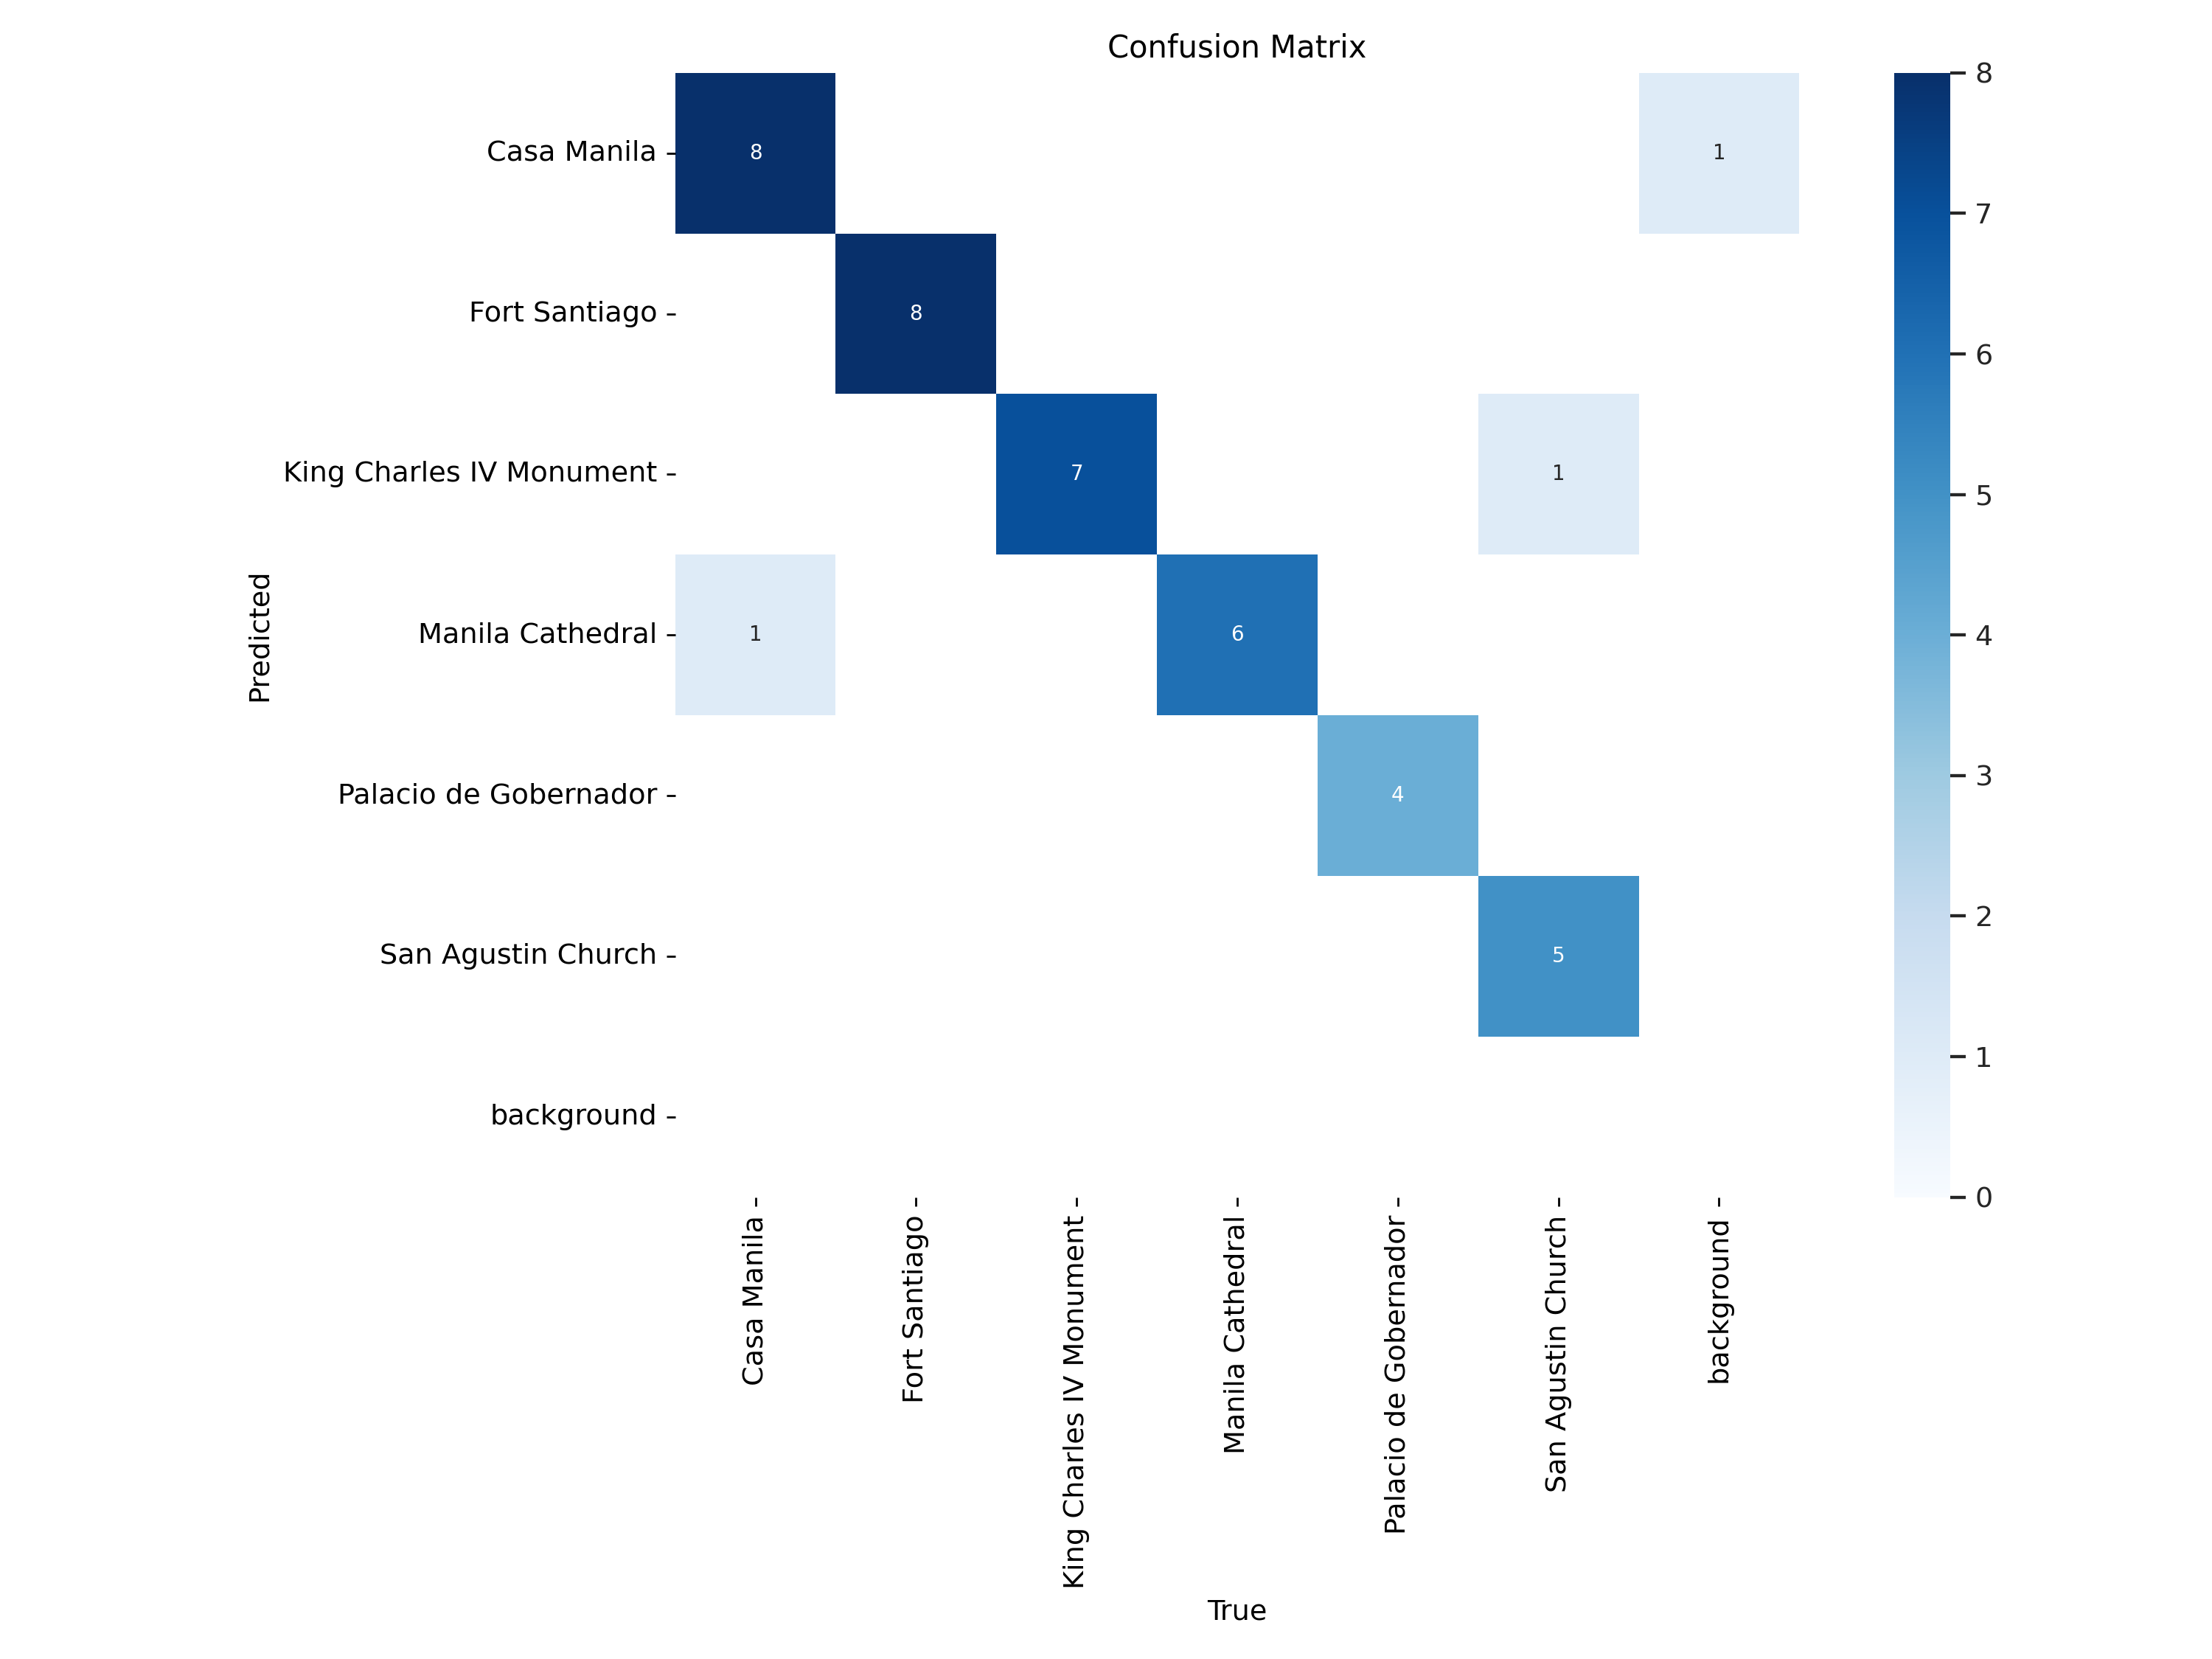 Confusion Matrix
Casa Manila
8
1
Fort Santiago
8
King Charles IV Monument
7
1
Manila Cathedral
1
6
Palacio de Gobernador
4
San Agustin Church
5
background
Predicted
Casa Manila
Fort Santiago
King Charles IV Monument
Manila Cathedral
Palacio de Gobernador
San Agustin Church
background
True
8
7
6
5
4
3
2
1
0